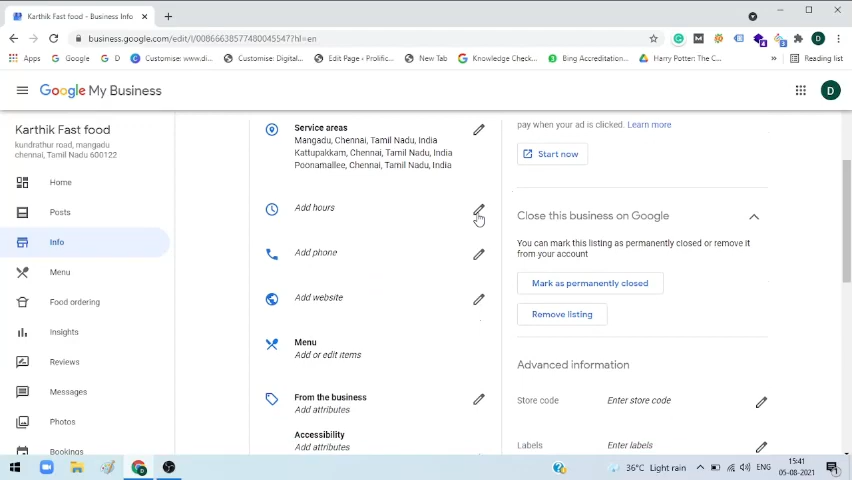 Karthik Fast food - Business Info
business.google.com/edit/l/00866638577480045547?hl=en
Apps
Google
G D
Customise: www.di...
Customise: Digital...
Edit Page - Prolific...
New Tab
Knowledge Check...
Bing Accreditation...
Harry Potter: The C...
»
Reading list
D
Google My Business
D
Karthik Fast food
kundrathur road, mangadu
chennai, Tamil Nadu 600122
Home
Posts
Info
Menu
Food ordering
Insights
Reviews
Messages
Photos
Bookings
Service areas
Mangadu, Chennai, Tamil Nadu, India
Kattupakkam, Chennai, Tamil Nadu, India
Poonamallee, Chennai, Tamil Nadu, India
Add hours
Add phone
Add website
Menu
Add or edit items
From the business
Add attributes
Accessibility
Add attributes
pay when your ad is clicked. Learn more
Start now
Close this business on Google
You can mark this listing as permanently closed or remove it
from your account
Mark as permanently closed
Remove listing
Advanced information
Store code
Enter store code
Labels
Enter labels
36°C Light rain
ENG
15:41
05-08-2021